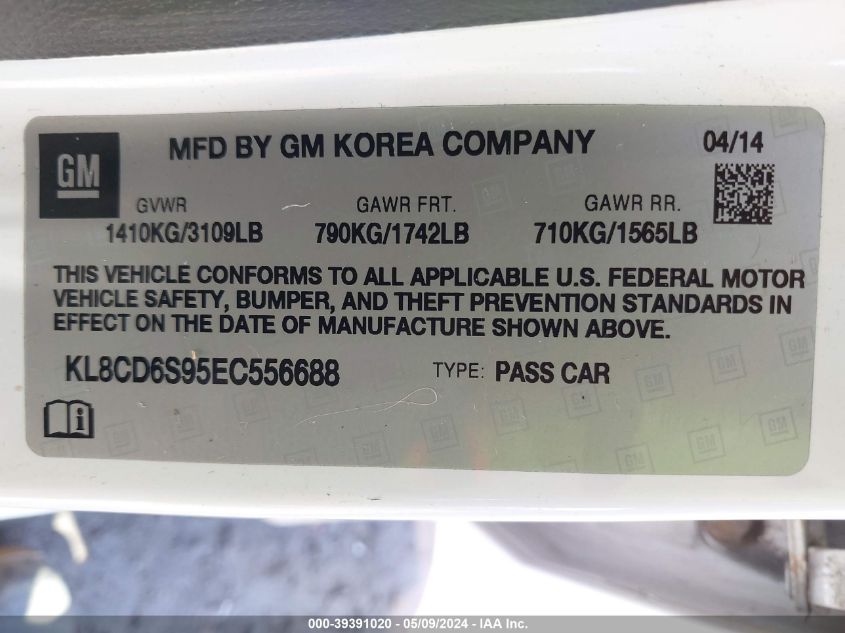 GM
MFD BY GM KOREA COMPANY
04/14
GVWR GAWR FRT. GAWR RR.
1410KG/3109LB 790KG/1742LB 710KG/1565LB
THIS VEHICLE CONFORMS TO ALL APPLICABLE U.S. FEDERAL MOTOR
VEHICLE SAFETY, BUMPER, AND THEFT PREVENTION STANDARDS IN
EFFECT ON THE DATE OF MANUFACTURE SHOWN ABOVE.
KL8CD6S95EC556688 TYPE: PASS CAR
i
000-39391020 - 05/09/2024 - IAA Inc.